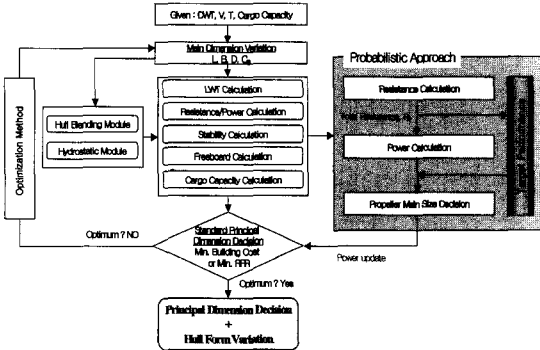 Given : DWT, V, T, Cargo Capacity
Main Dimension Variation
L, B, D, C
Probabilistic Approach
LWT Calculation
Resistance/Power Calculation
Stability Calculation
Freeboard Calculation
Cargo Capacity Calculation
Hull Blending Module
Hydrostatic Module
Optimization Method
Resistance Calculation
Power Calculation
Propeller Main Size Decision
Optimum ? NO
Standard Principal
Dimension Decision
Min. Building Cost
or Min. RFR
Power update
Optimum ? Yes
Principal Dimension Decision
+
Hull Form Variation